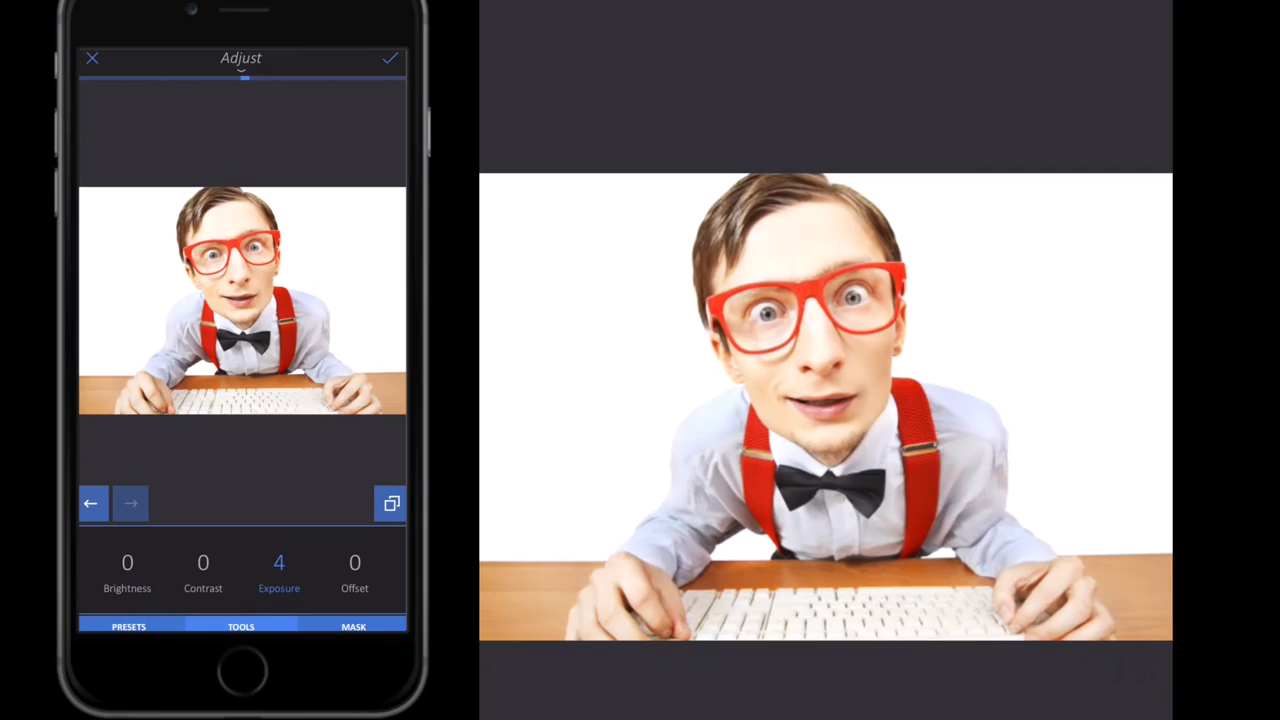 Adjust
0 0 4 0
Brightness Contrast Exposure Offset
PRESETS TOOLS MASK